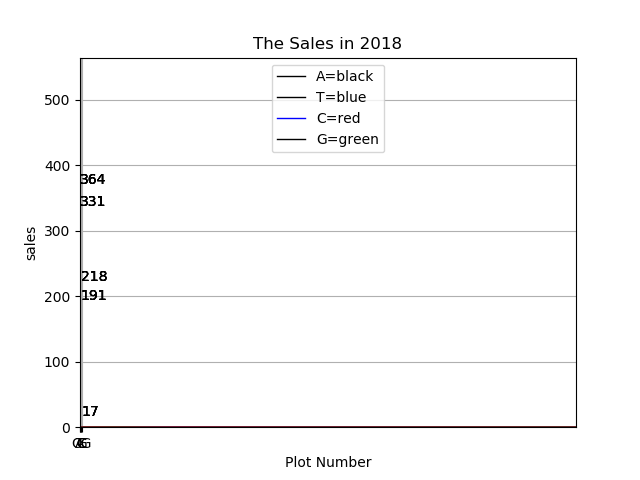 The Sales in 2018
A=black
T=blue
C=red
G=green
500
400
300
200
100
0
364
331
218
191
17
sales
Plot Number